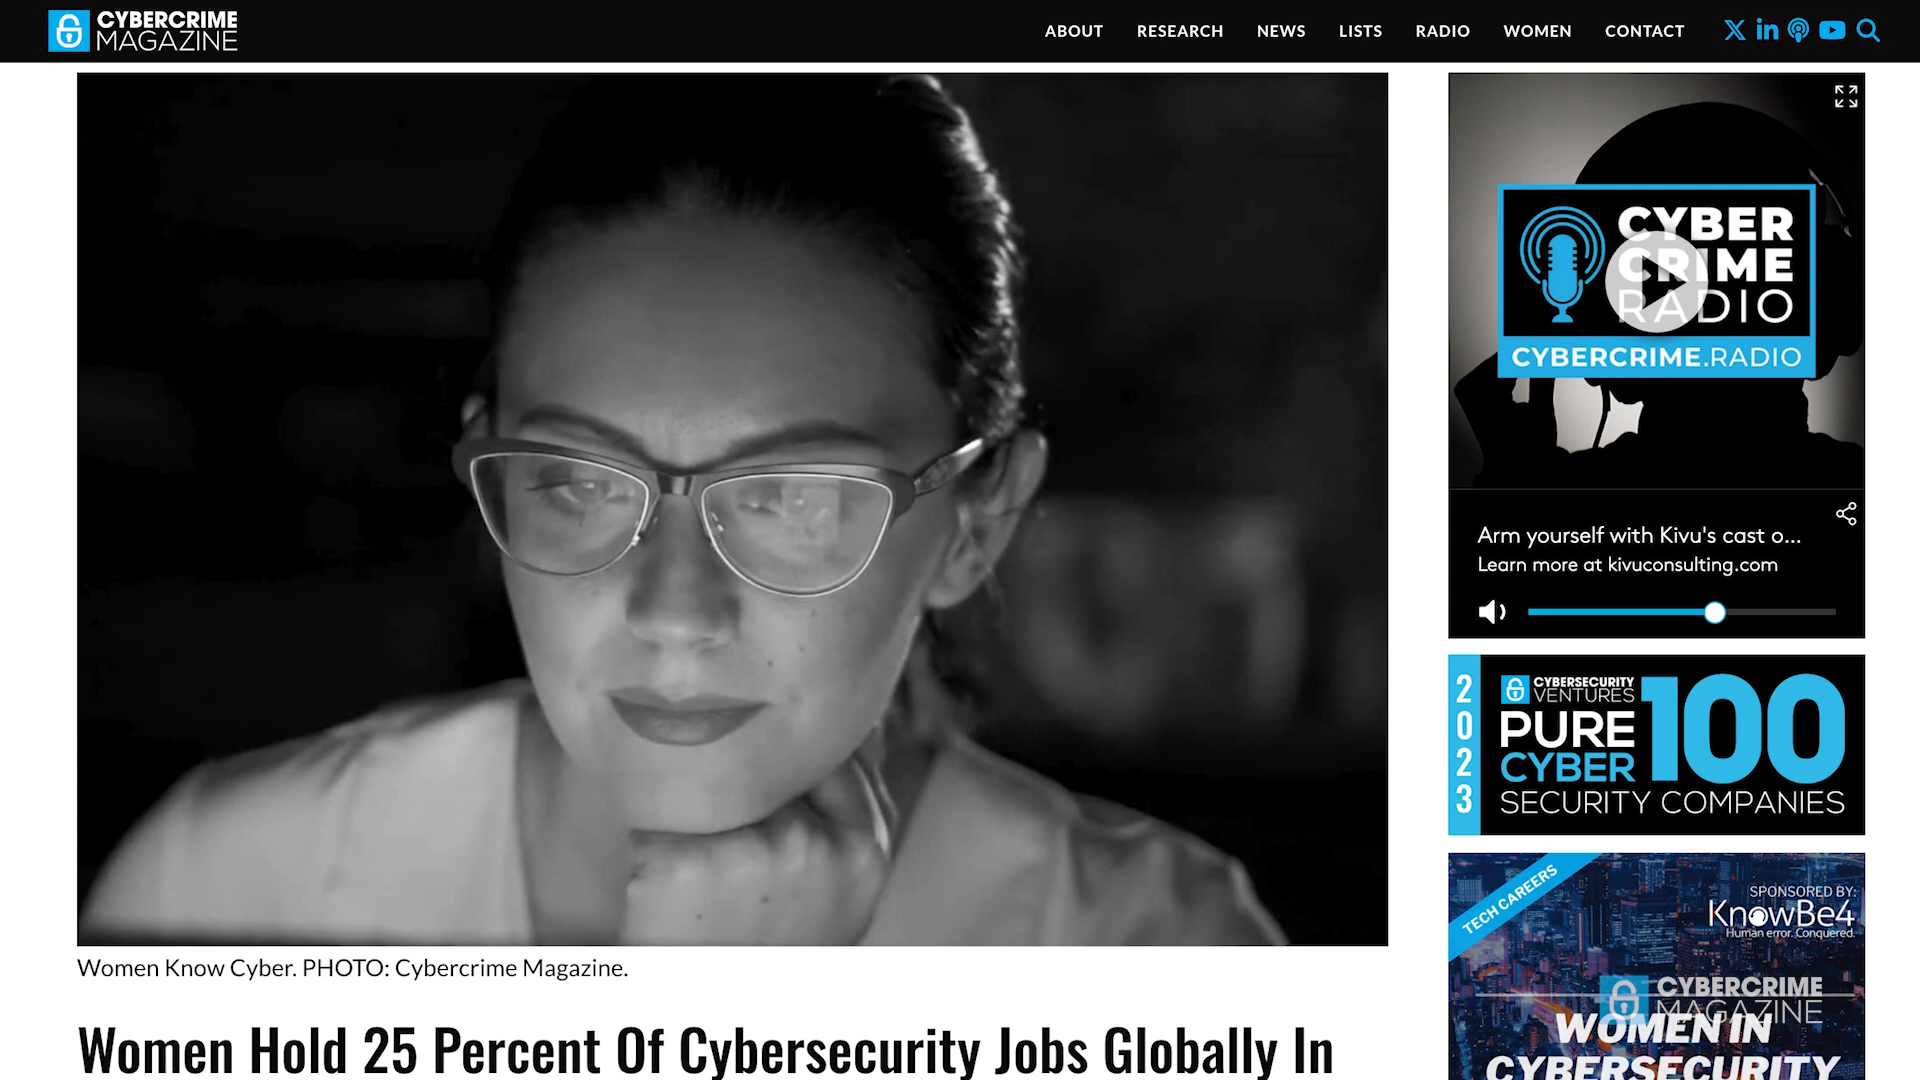 CYBERCRIME
MAGAZINE
ABOUT
RESEARCH
NEWS
LISTS
RADIO
WOMEN
CONTACT
CYBER
CRIME
RADIO
CYBERCRIME.RADIO
Arm yourself with Kivu's cast o...
Learn more at kivuconsulting.com
2023
CYBERSECURITY
VENTURES
PURE
CYBER
100
SECURITY COMPANIES
TECH CAREERS
SPONSORED BY:
KnowBe4
Human error. Conquered.
CYBERCRIME
MAGAZINE
WOMEN IN
CYBERSECURITY
Women Know Cyber. PHOTO: Cybercrime Magazine.
Women Hold 25 Percent Of Cybersecurity Jobs Globally In